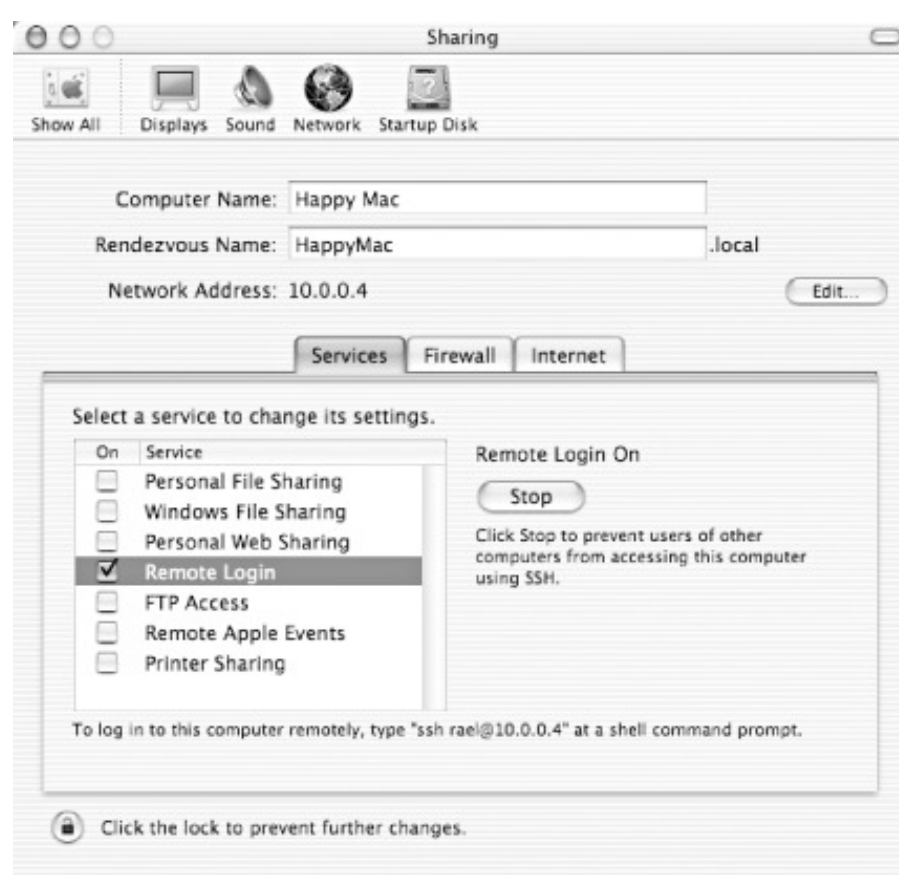 Sharing
Show All Displays Sound Network Startup Disk
Computer Name: Happy Mac
Rendezvous Name: HappyMac .local
Network Address: 10.0.0.4 Edit...
Services Firewall Internet
Select a service to change its settings.
On Service
Personal File Sharing
Windows File Sharing
Personal Web Sharing
Remote Login
FTP Access
Remote Apple Events
Printer Sharing
Remote Login On
Stop
Click Stop to prevent users of other
computers from accessing this computer
using SSH.
To log in to this computer remotely, type "ssh rael@10.0.0.4" at a shell command prompt.
Click the lock to prevent further changes.